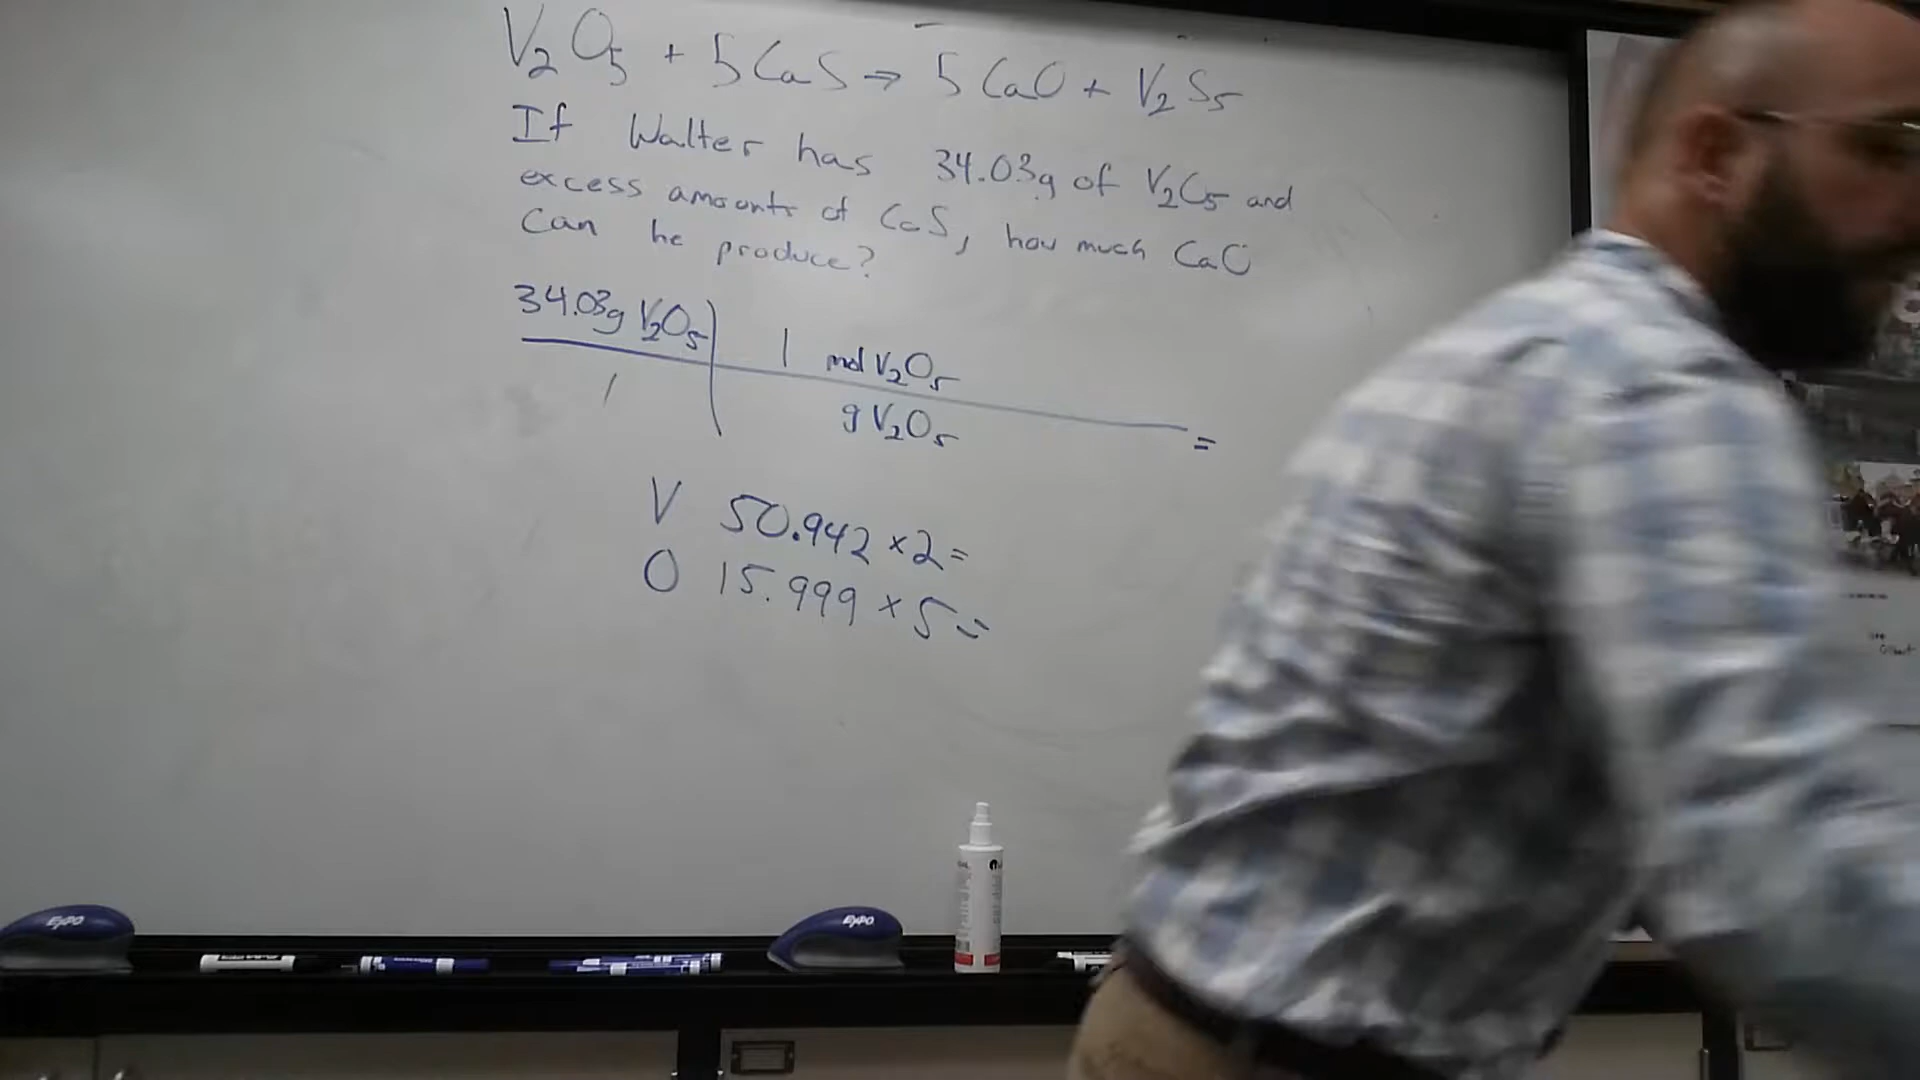 V₂O₅ + 5CaS → 5CaO + V₂S₅
If Walter has 34.03g of V₂O₅ and
excess amounts of CaS, how much CaO
Can he produce?
34.03g V₂O₅ | 1 mol V₂O₅
1 | g V₂O₅ =
V 50.942 ×2=
O 15.999 ×5=
EXPO
EXPO